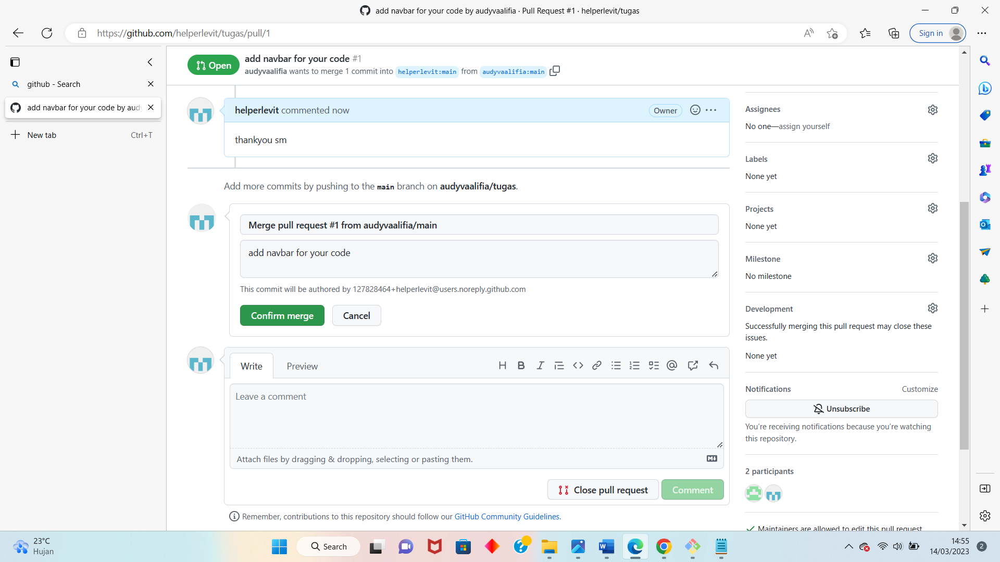 add navbar for your code by audyvaalifia · Pull Request #1 · helperlevit/tugas
https://github.com/helperlevit/tugas/pull/1
Sign in
github - Search
add navbar for your code by aud
New tab Ctrl+T
Open
add navbar for your code #1
audyvaalifia wants to merge 1 commit into helperlevit:main from audyvaalifia:main
helperlevit commented now
Owner
thankyou sm
Add more commits by pushing to the main branch on audyvaalifia/tugas.
Merge pull request #1 from audyvaalifia/main
add navbar for your code
This commit will be authored by 127828464+helperlevit@users.noreply.github.com
Confirm merge
Cancel
Write
Preview
Leave a comment
Attach files by dragging & dropping, selecting or pasting them.
Close pull request
Comment
Remember, contributions to this repository should follow our GitHub Community Guidelines.
Assignees
No one—assign yourself
Labels
None yet
Projects
None yet
Milestone
No milestone
Development
Successfully merging this pull request may close these
issues.
None yet
Notifications
Customize
Unsubscribe
You're receiving notifications because you're watching
this repository.
2 participants
Maintainers are allowed to edit this pull request
23°C
Hujan
Search
14:55
14/03/2023
2